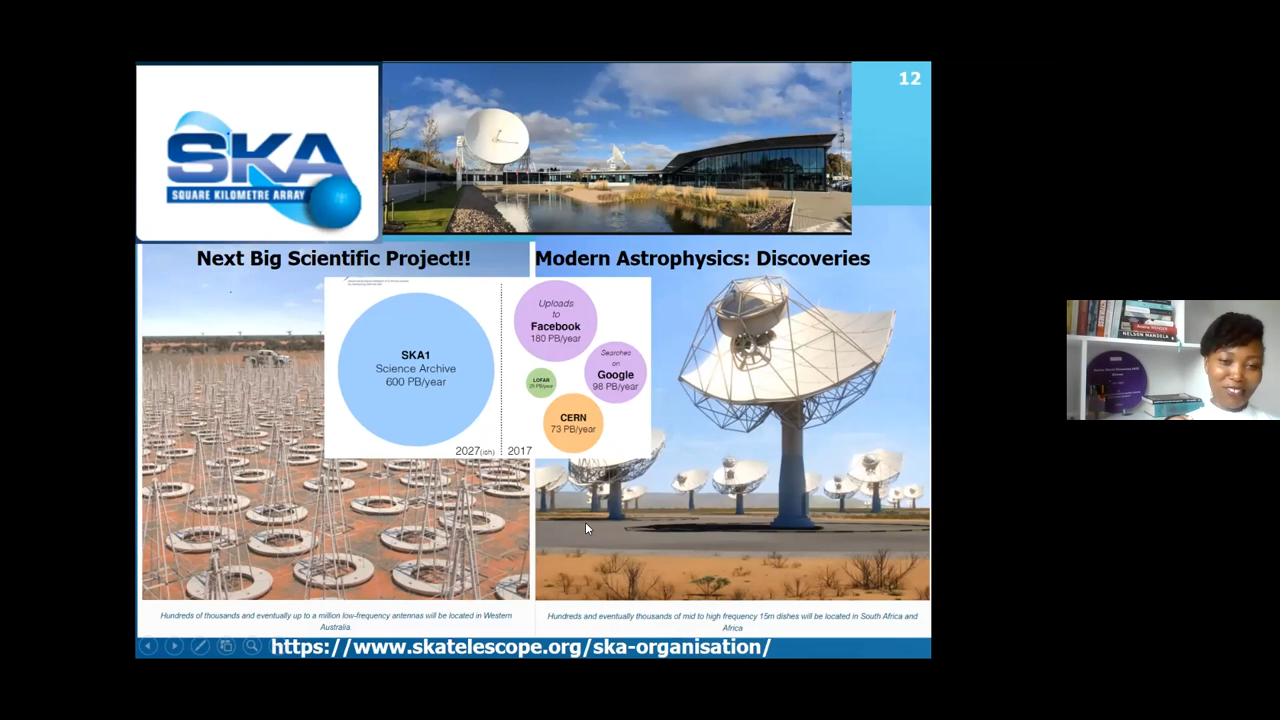 12
SKA
SQUARE KILOMETRE ARRAY
Next Big Scientific Project!!
Modern Astrophysics: Discoveries
SKA1
Science Archive
600 PB/year
2027(ish)
Uploads
to
Facebook
180 PB/year
Searches
on
Google
98 PB/year
LOFAR
CERN
73 PB/year
2017
Hundreds of thousands and eventually up to a million low-frequency antennas will be located in Western
Australia.
Hundreds and eventually thousands of mid to high frequency 15m dishes will be located in South Africa and
Africa
https://www.skatelescope.org/ska-organisation/
NELSON MANDELA